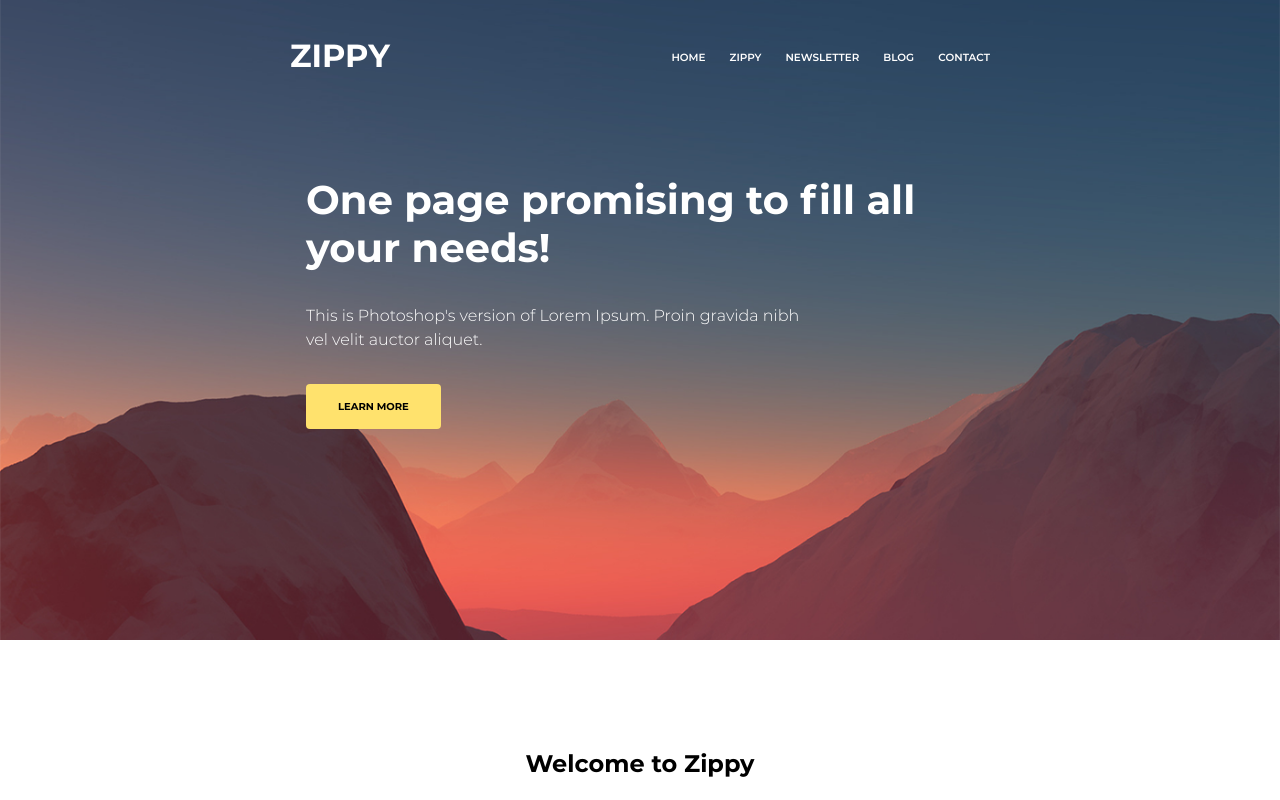 ZIPPY
HOME ZIPPY NEWSLETTER BLOG CONTACT
One page promising to fill all
your needs!
This is Photoshop's version of Lorem Ipsum. Proin gravida nibh
vel velit auctor aliquet.
LEARN MORE
Welcome to Zippy